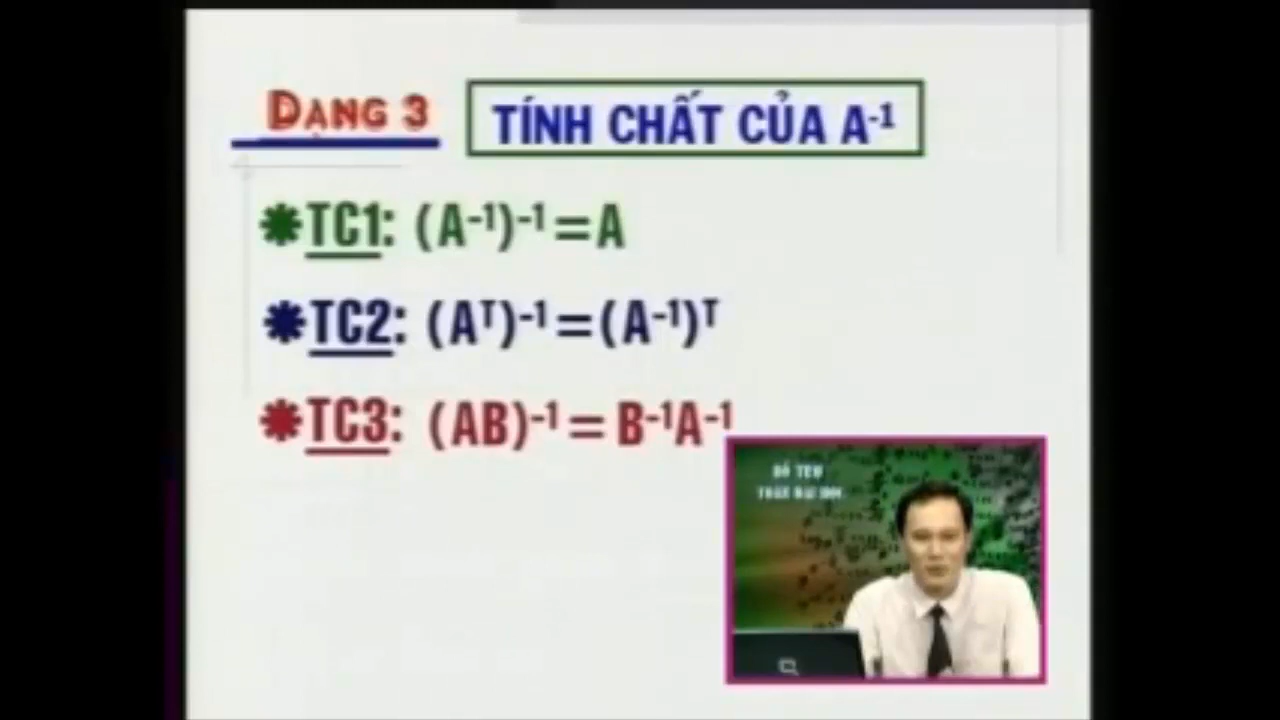 DẠNG 3
TÍNH CHẤT CỦA A⁻¹
TC1: (A⁻¹)⁻¹ = A
TC2: (Aᵀ)⁻¹ = (A⁻¹)ᵀ
TC3: (AB)⁻¹ = B⁻¹A⁻¹